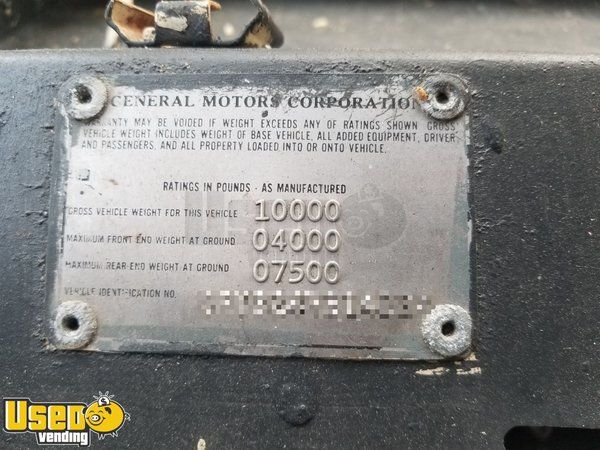 GENERAL MOTORS CORPORATION
WARRANTY MAY BE VOIDED IF WEIGHT EXCEEDS ANY OF RATINGS SHOWN GROSS
VEHICLE WEIGHT INCLUDES WEIGHT OF BASE VEHICLE, ALL ADDED EQUIPMENT, DRIVER
AND PASSENGERS, AND ALL PROPERTY LOADED INTO OR ONTO VEHICLE.
RATINGS IN POUNDS - AS MANUFACTURED
GROSS VEHICLE WEIGHT FOR THIS VEHICLE 10000
MAXIMUM FRONT END WEIGHT AT GROUND 04000
MAXIMUM REAR END WEIGHT AT GROUND 07500
VEHICLE IDENTIFICATION NO.
Used
vending